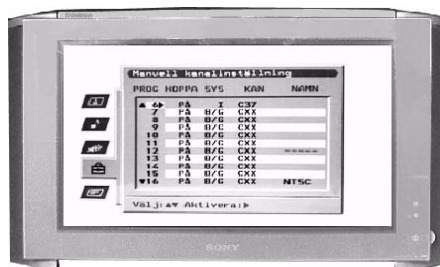 Trinitron
Manuell kanalinställning
PROG HOPPA SYS KAN NAMN
▲ 6▶ PÅ I C37
7 PÅ B/G CXX
8 PÅ B/G CXX
9 PÅ B/G CXX
10 PÅ B/G CXX
11 PÅ B/G CXX
12 PÅ B/G CXX -----
13 PÅ B/G CXX
14 PÅ B/G CXX
15 PÅ B/G CXX
▼16 PÅ B/G CXX NTSC
Välj:▲▼ Aktivera:▶
SONY